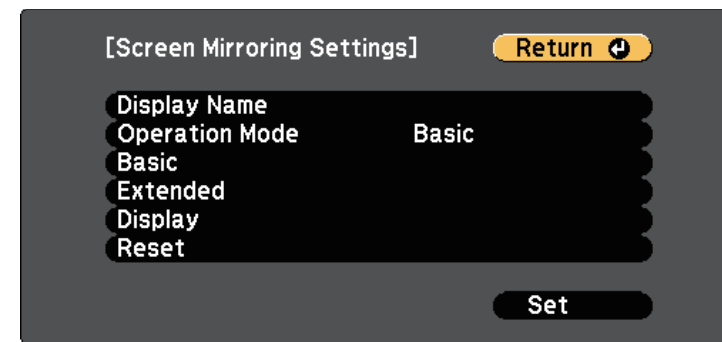 [Screen Mirroring Settings] Return
Display Name
Operation Mode Basic
Basic
Extended
Display
Reset
Set